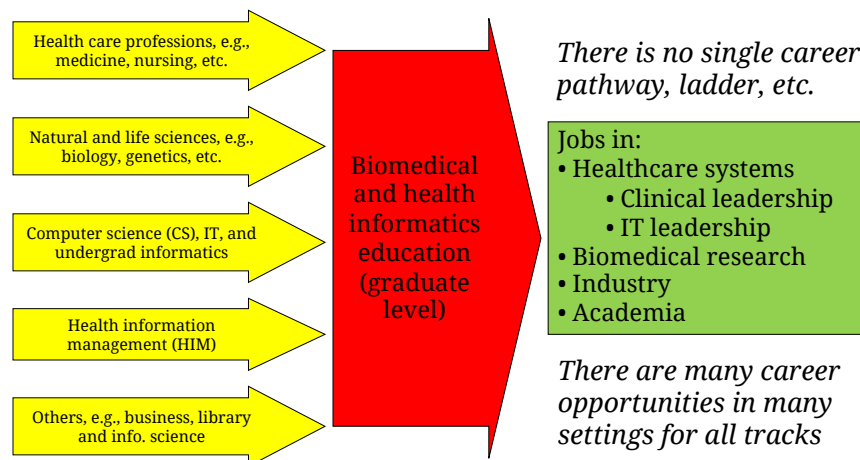 Health care professions, e.g.,
medicine, nursing, etc.
Natural and life sciences, e.g.,
biology, genetics, etc.
Computer science (CS), IT, and
undergrad informatics
Health information
management (HIM)
Others, e.g., business, library
and info. science
Biomedical
and health
informatics
education
(graduate
level)
There is no single career
pathway, ladder, etc.
Jobs in:
• Healthcare systems
• Clinical leadership
• IT leadership
• Biomedical research
• Industry
• Academia
There are many career
opportunities in many
settings for all tracks